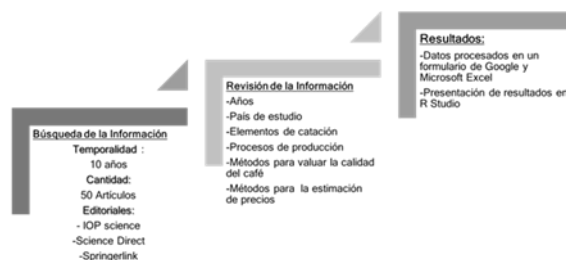 Búsqueda de la Información
Temporalidad :
10 años
Cantidad:
50 Artículos
Editoriales:
- IOP science
-Science Direct
-Springerlink
Revisión de la Información
-Años
-País de estudio
-Elementos de catación
-Procesos de producción
-Métodos para valuar la calidad
del café
-Métodos para la estimación
de precios
Resultados:
-Datos procesados en un
formulario de Google y
Microsoft Excel
-Presentación de resultados en
R Studio